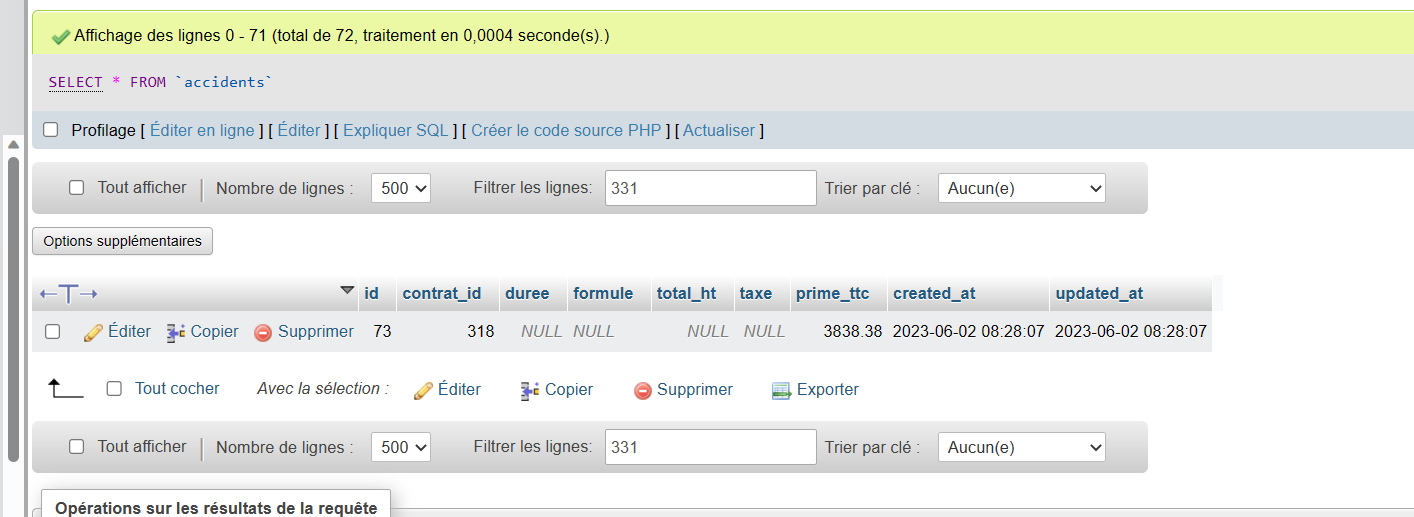 Affichage des lignes 0 - 71 (total de 72, traitement en 0,0004 seconde(s).)
SELECT * FROM `accidents`
Profilage [ Éditer en ligne ] [ Éditer ] [ Expliquer SQL ] [ Créer le code source PHP ] [ Actualiser ]
Tout afficher Nombre de lignes : 500 Filtrer les lignes: 331 Trier par clé : Aucun(e)
Options supplémentaires
id contrat_id duree formule total_ht taxe prime_ttc created_at updated_at
Éditer Copier Supprimer 73 318 NULL NULL NULL NULL 3838.38 2023-06-02 08:28:07 2023-06-02 08:28:07
Tout cocher Avec la sélection : Éditer Copier Supprimer Exporter
Tout afficher Nombre de lignes : 500 Filtrer les lignes: 331 Trier par clé : Aucun(e)
Opérations sur les résultats de la requête